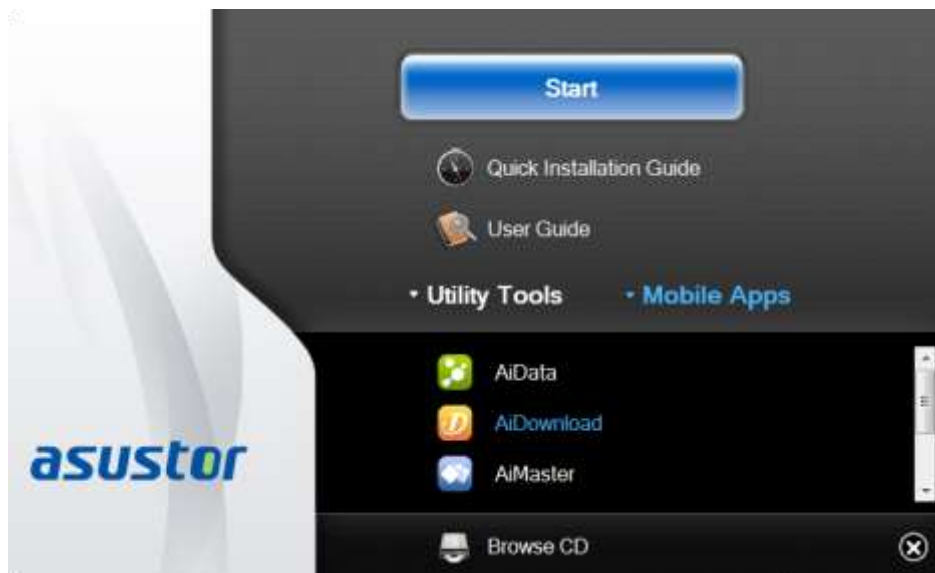 Start
Quick Installation Guide
User Guide
Utility Tools
Mobile Apps
AiData
AiDownload
AiMaster
asustor
Browse CD